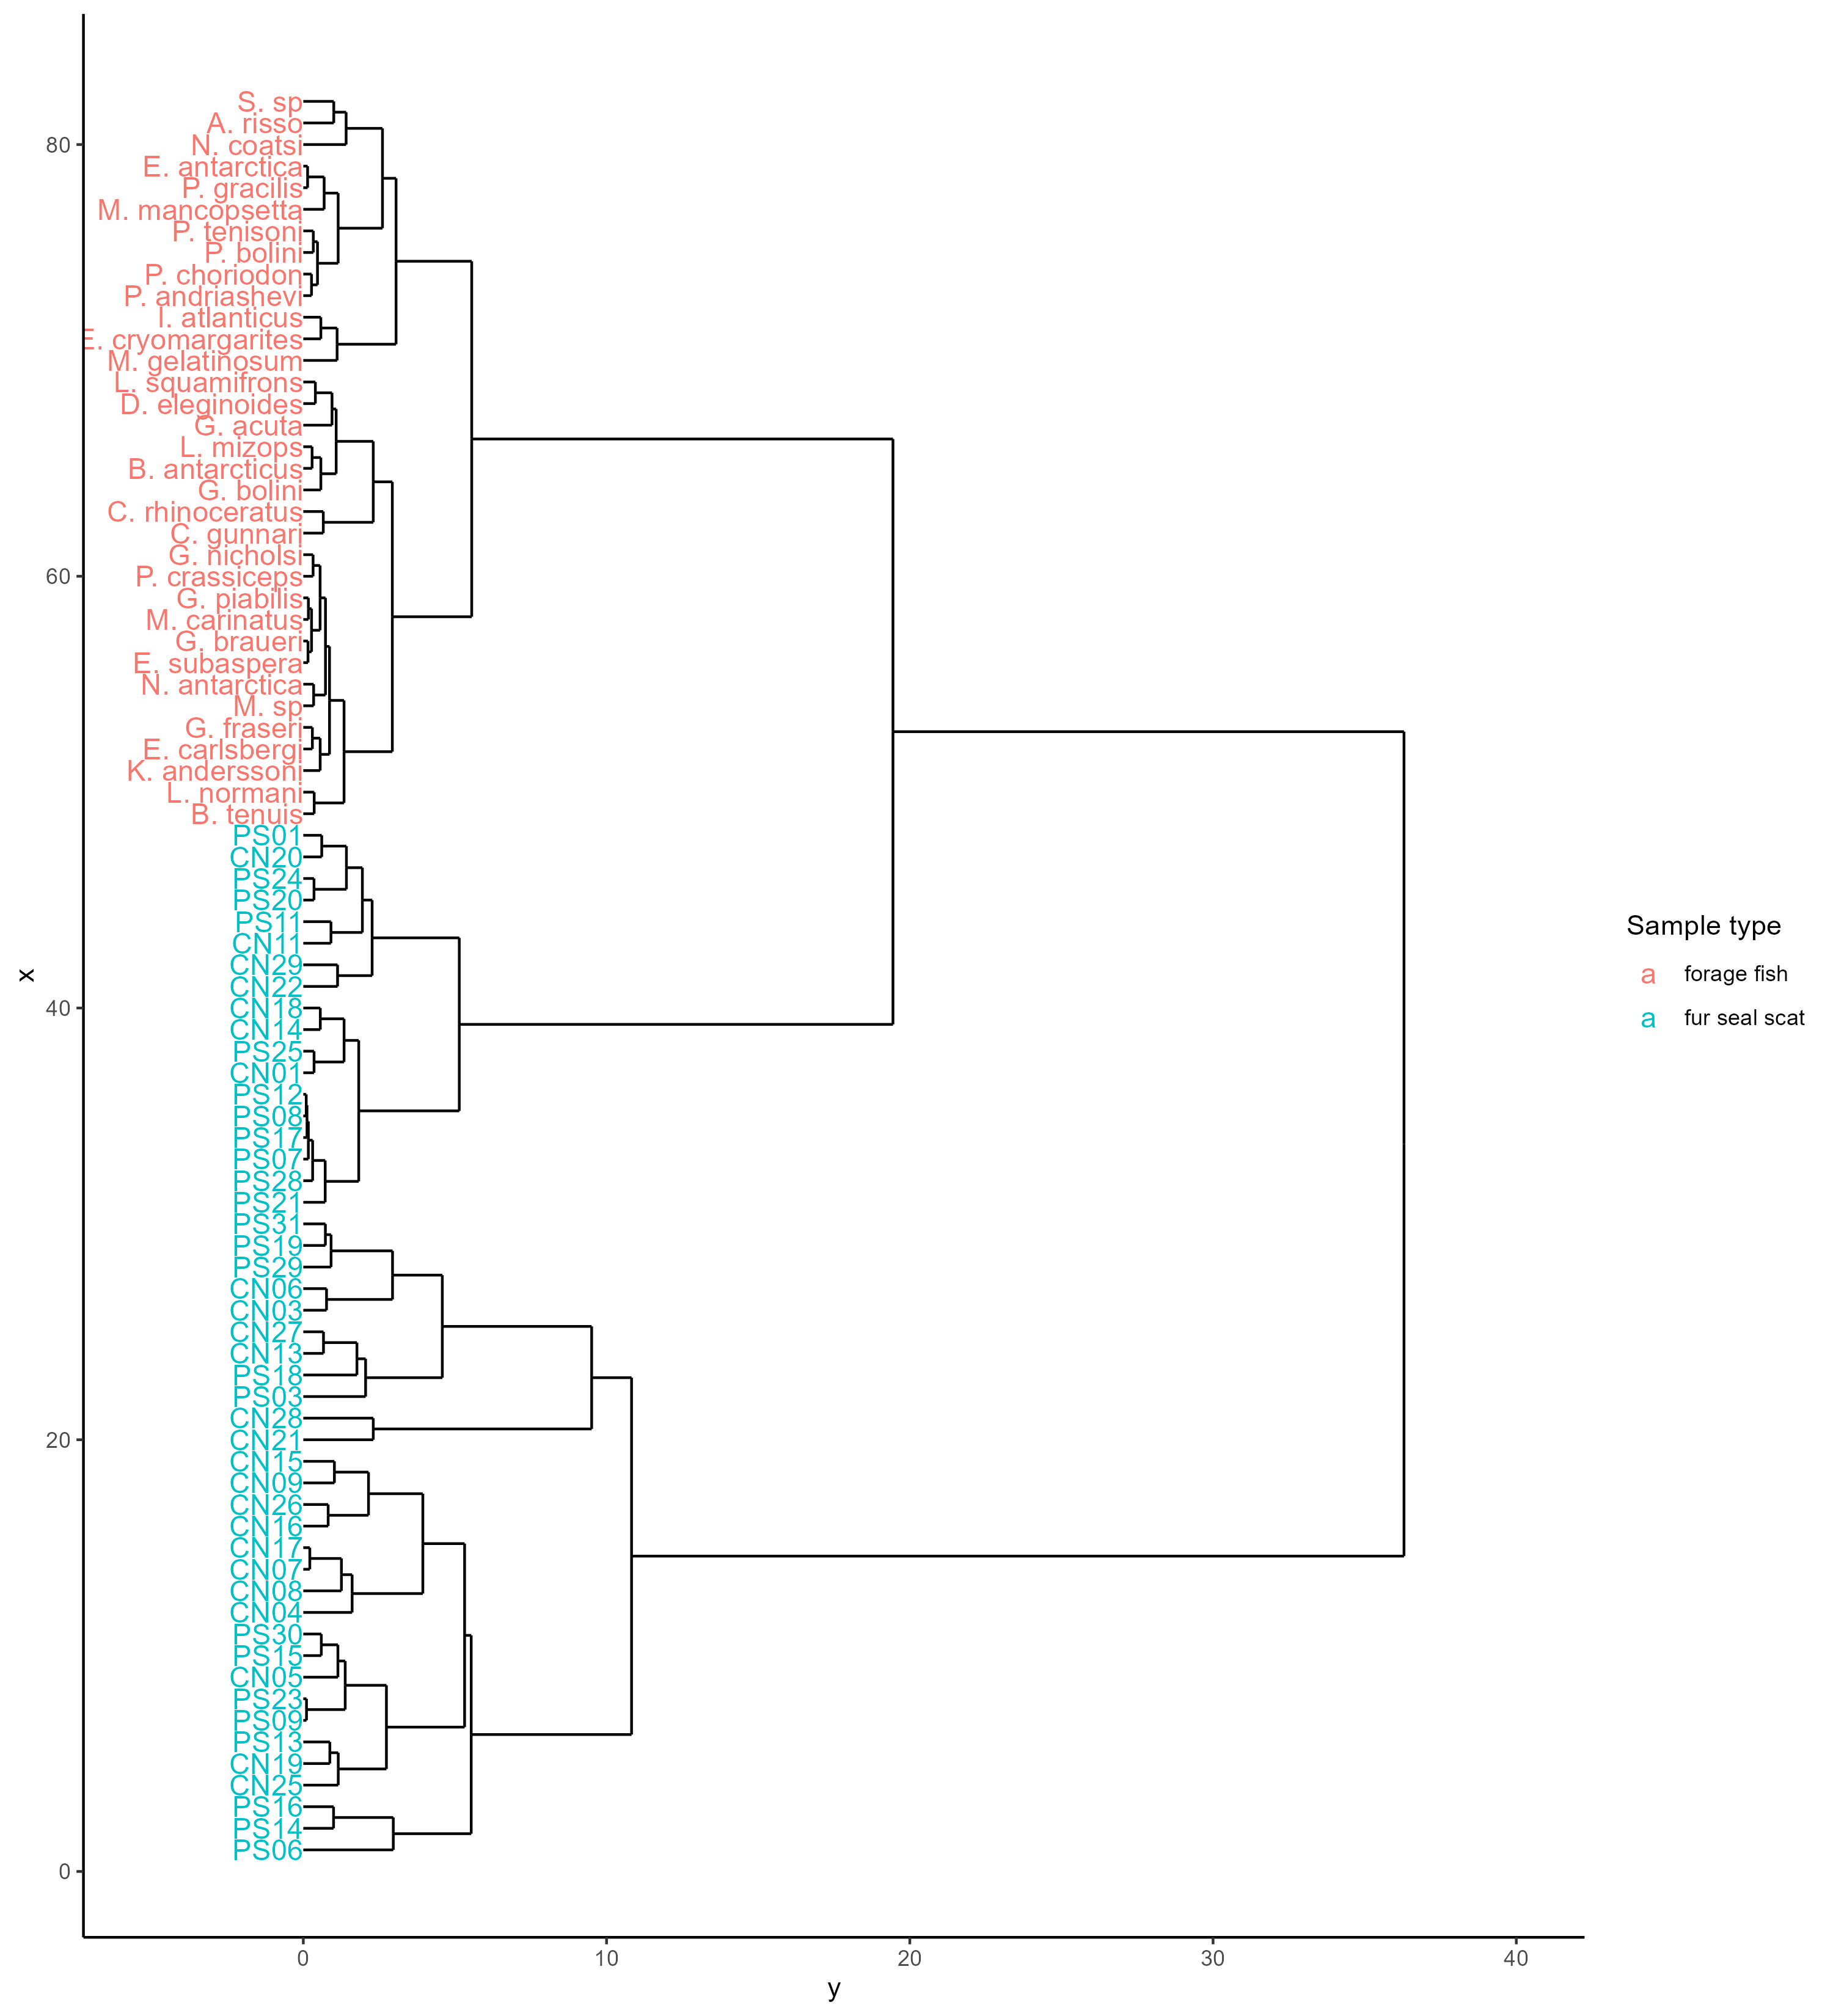 S. sp
A. risso
N. coatsi
E. antarctica
P. gracilis
M. mancopsetta
P. tenisoni
P. bolini
P. choriodon
P. andriashevi
I. atlanticus
E. cryomargarites
M. gelatinosum
L. squamifrons
D. eleginoides
G. acuta
L. mizops
B. antarcticus
G. bolini
C. rhinoceratus
C. gunnari
G. nicholsi
P. crassiceps
G. piabilis
M. carinatus
G. braueri
E. subaspera
N. antarctica
M. sp
G. fraseri
E. carlsbergi
K. anderssoni
L. normani
B. tenuis
PS01
CN20
PS24
PS20
PS11
CN11
CN29
CN22
CN18
CN14
PS25
CN01
PS12
PS08
PS17
PS07
PS28
PS21
PS31
PS19
PS29
CN06
CN03
CN27
CN13
PS18
PS03
CN28
CN21
CN15
CN09
CN26
CN16
CN17
CN07
CN08
CN04
PS30
PS15
CN05
PS23
PS09
PS13
CN19
CN25
PS16
PS14
PS06
80
60
40
20
0
x
0 10 20 30 40
y
Sample type
a forage fish
a fur seal scat